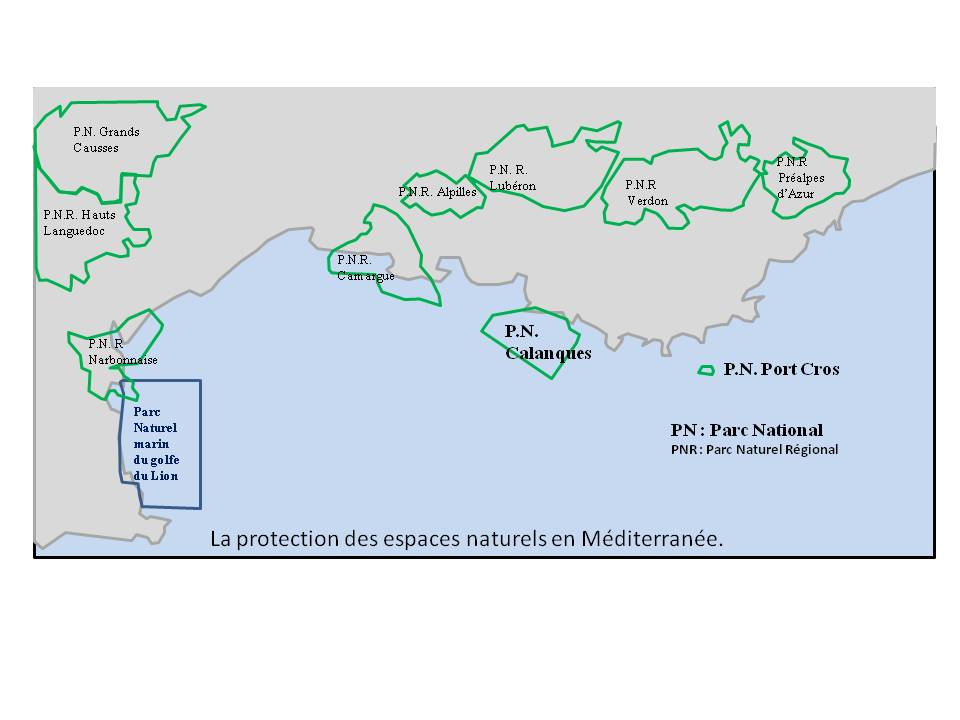 P.N. Grands
Causses
P.N.R. Hauts
Languedoc
P.N.R. Alpilles
P.N. R.
Lubéron
P.N.R
Verdon
P.N.R
Préalpes
d'Azur
P.N.R.
Camargue
P.N. R
Narbonnaise
P.N.
Calanques
P.N. Port Cros
Parc
Naturel
marin
du golfe
du Lion
PN : Parc National
PNR : Parc Naturel Régional
La protection des espaces naturels en Méditerranée.